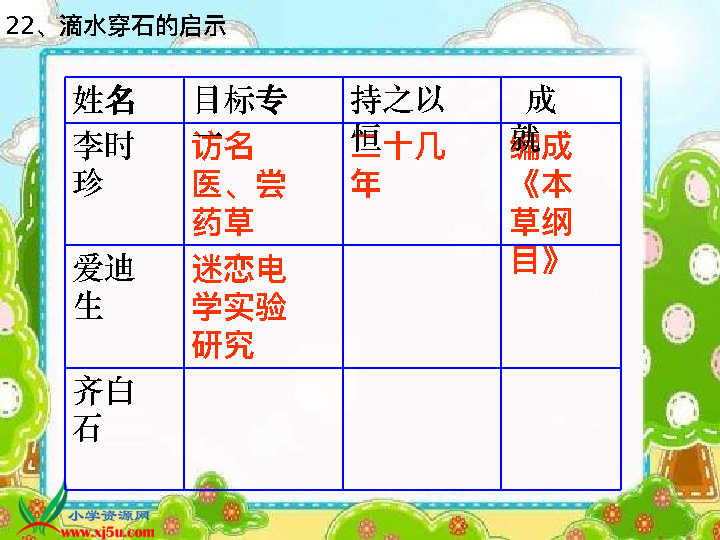 22、滴水穿石的启示
姓名 目标专 持之以恒 成就
李时珍 访名医、尝药草 二十几年 编成《本草纲目》
爱迪生 迷恋电学实验研究
齐白石
小学资源网
www.xj5u.com